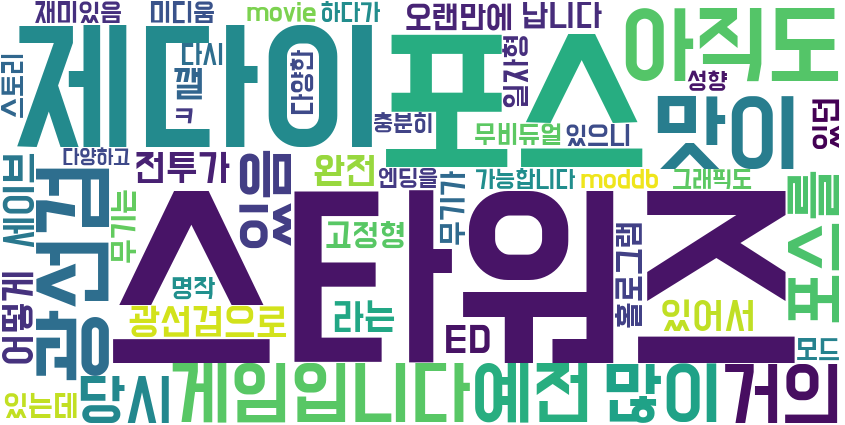 재미있음 미디움 movie 하다가 오랜만에 납니다
스토리 제다이 다시 깰 ㅋ 다양한 포스 일자형 아직도
충분히 무비듀얼 있으니 성향 맛이 있던
세이빈 다양하고 전투가 완전 엔딩을 가능합니다 moddb 그래픽도
광선검 무기는 있음 스타워즈 고정형 무기가 홀로그램 를포스
어떻게 명작 광선검으로 라는 ED 있어서 모드
있는데 당시 게임입니다 예전 많이 거의